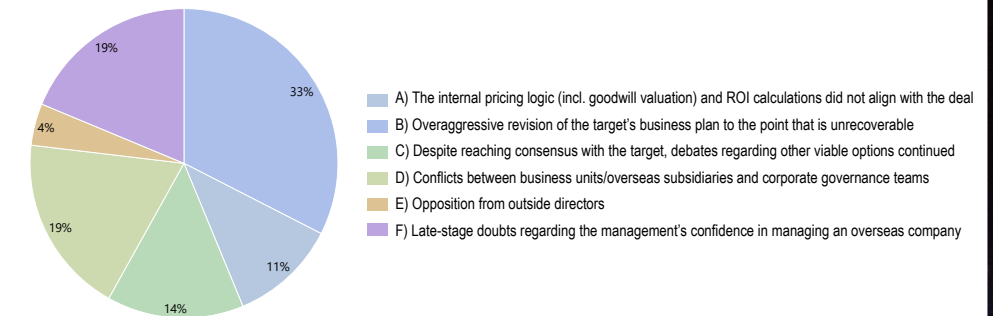 19%
33%
4%
19%
11%
14%
A) The internal pricing logic (incl. goodwill valuation) and ROI calculations did not align with the deal
B) Overaggressive revision of the target's business plan to the point that is unrecoverable
C) Despite reaching consensus with the target, debates regarding other viable options continued
D) Conflicts between business units/overseas subsidiaries and corporate governance teams
E) Opposition from outside directors
F) Late-stage doubts regarding the management's confidence in managing an overseas company